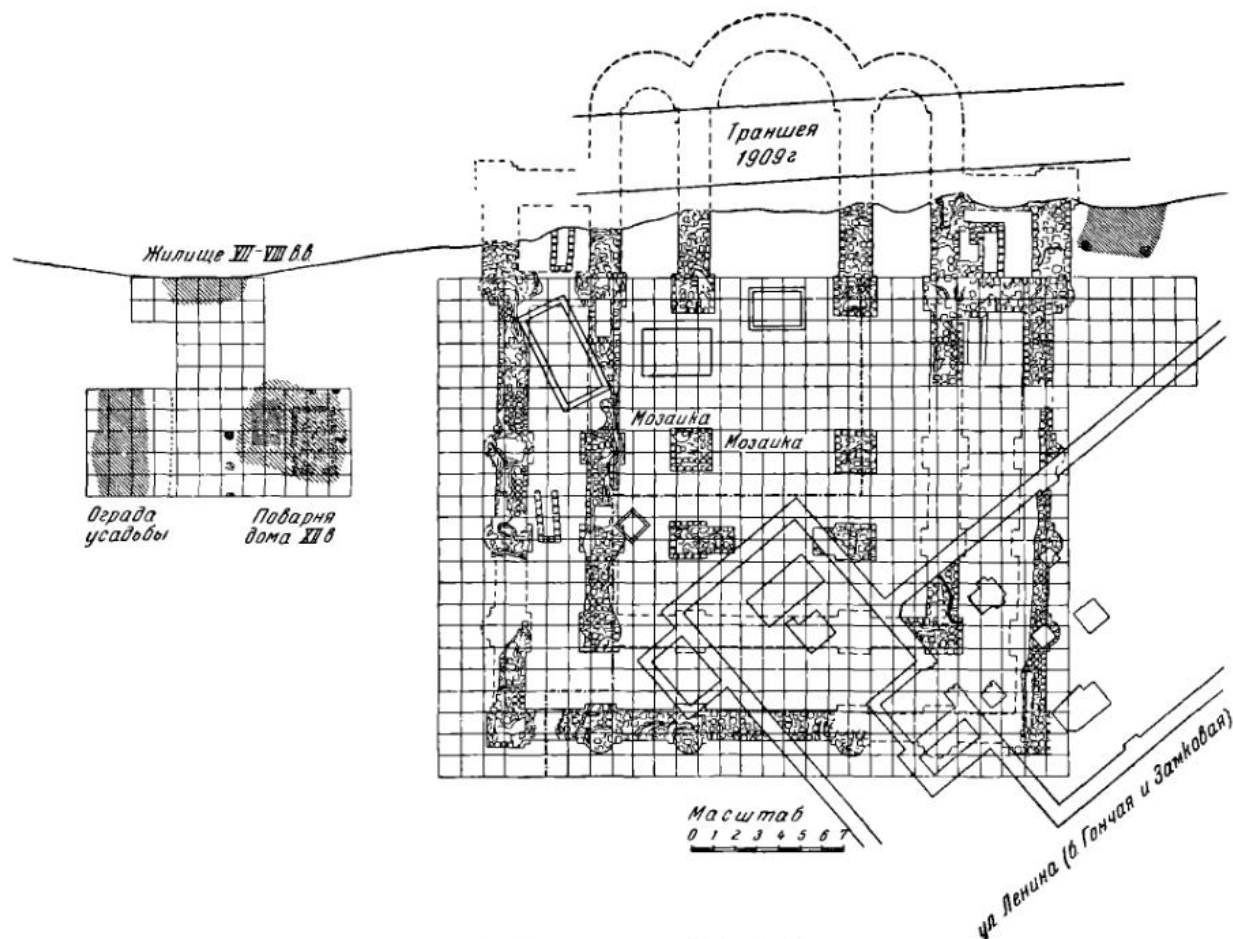 Траншея
1909 г
Жилище VII-VIII в.в.
Мозаика
Мозаика
Ограда
усадьбы
Поварня
дома XII в
Масштаб
0 1 2 3 4 5 6 7
ул Ленина (б. Гончая и Замковая)